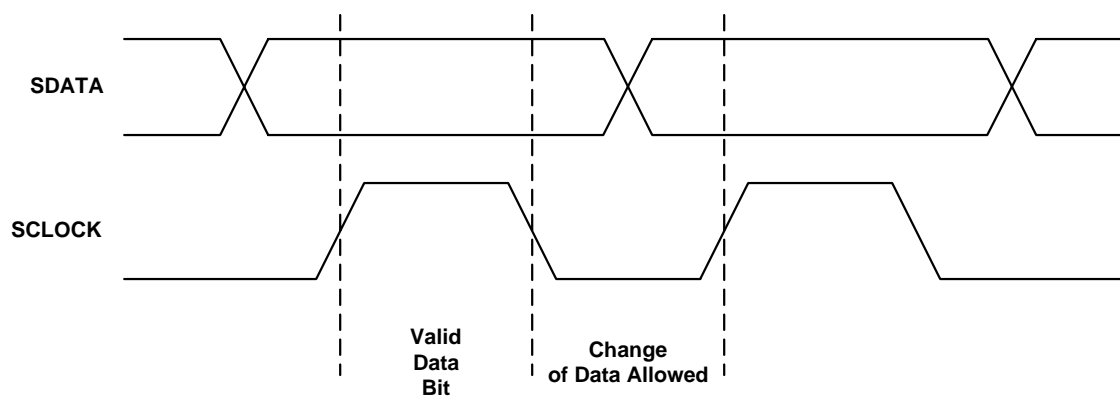 SDATA
SCLOCK
Valid
Data
Bit
Change
of Data Allowed